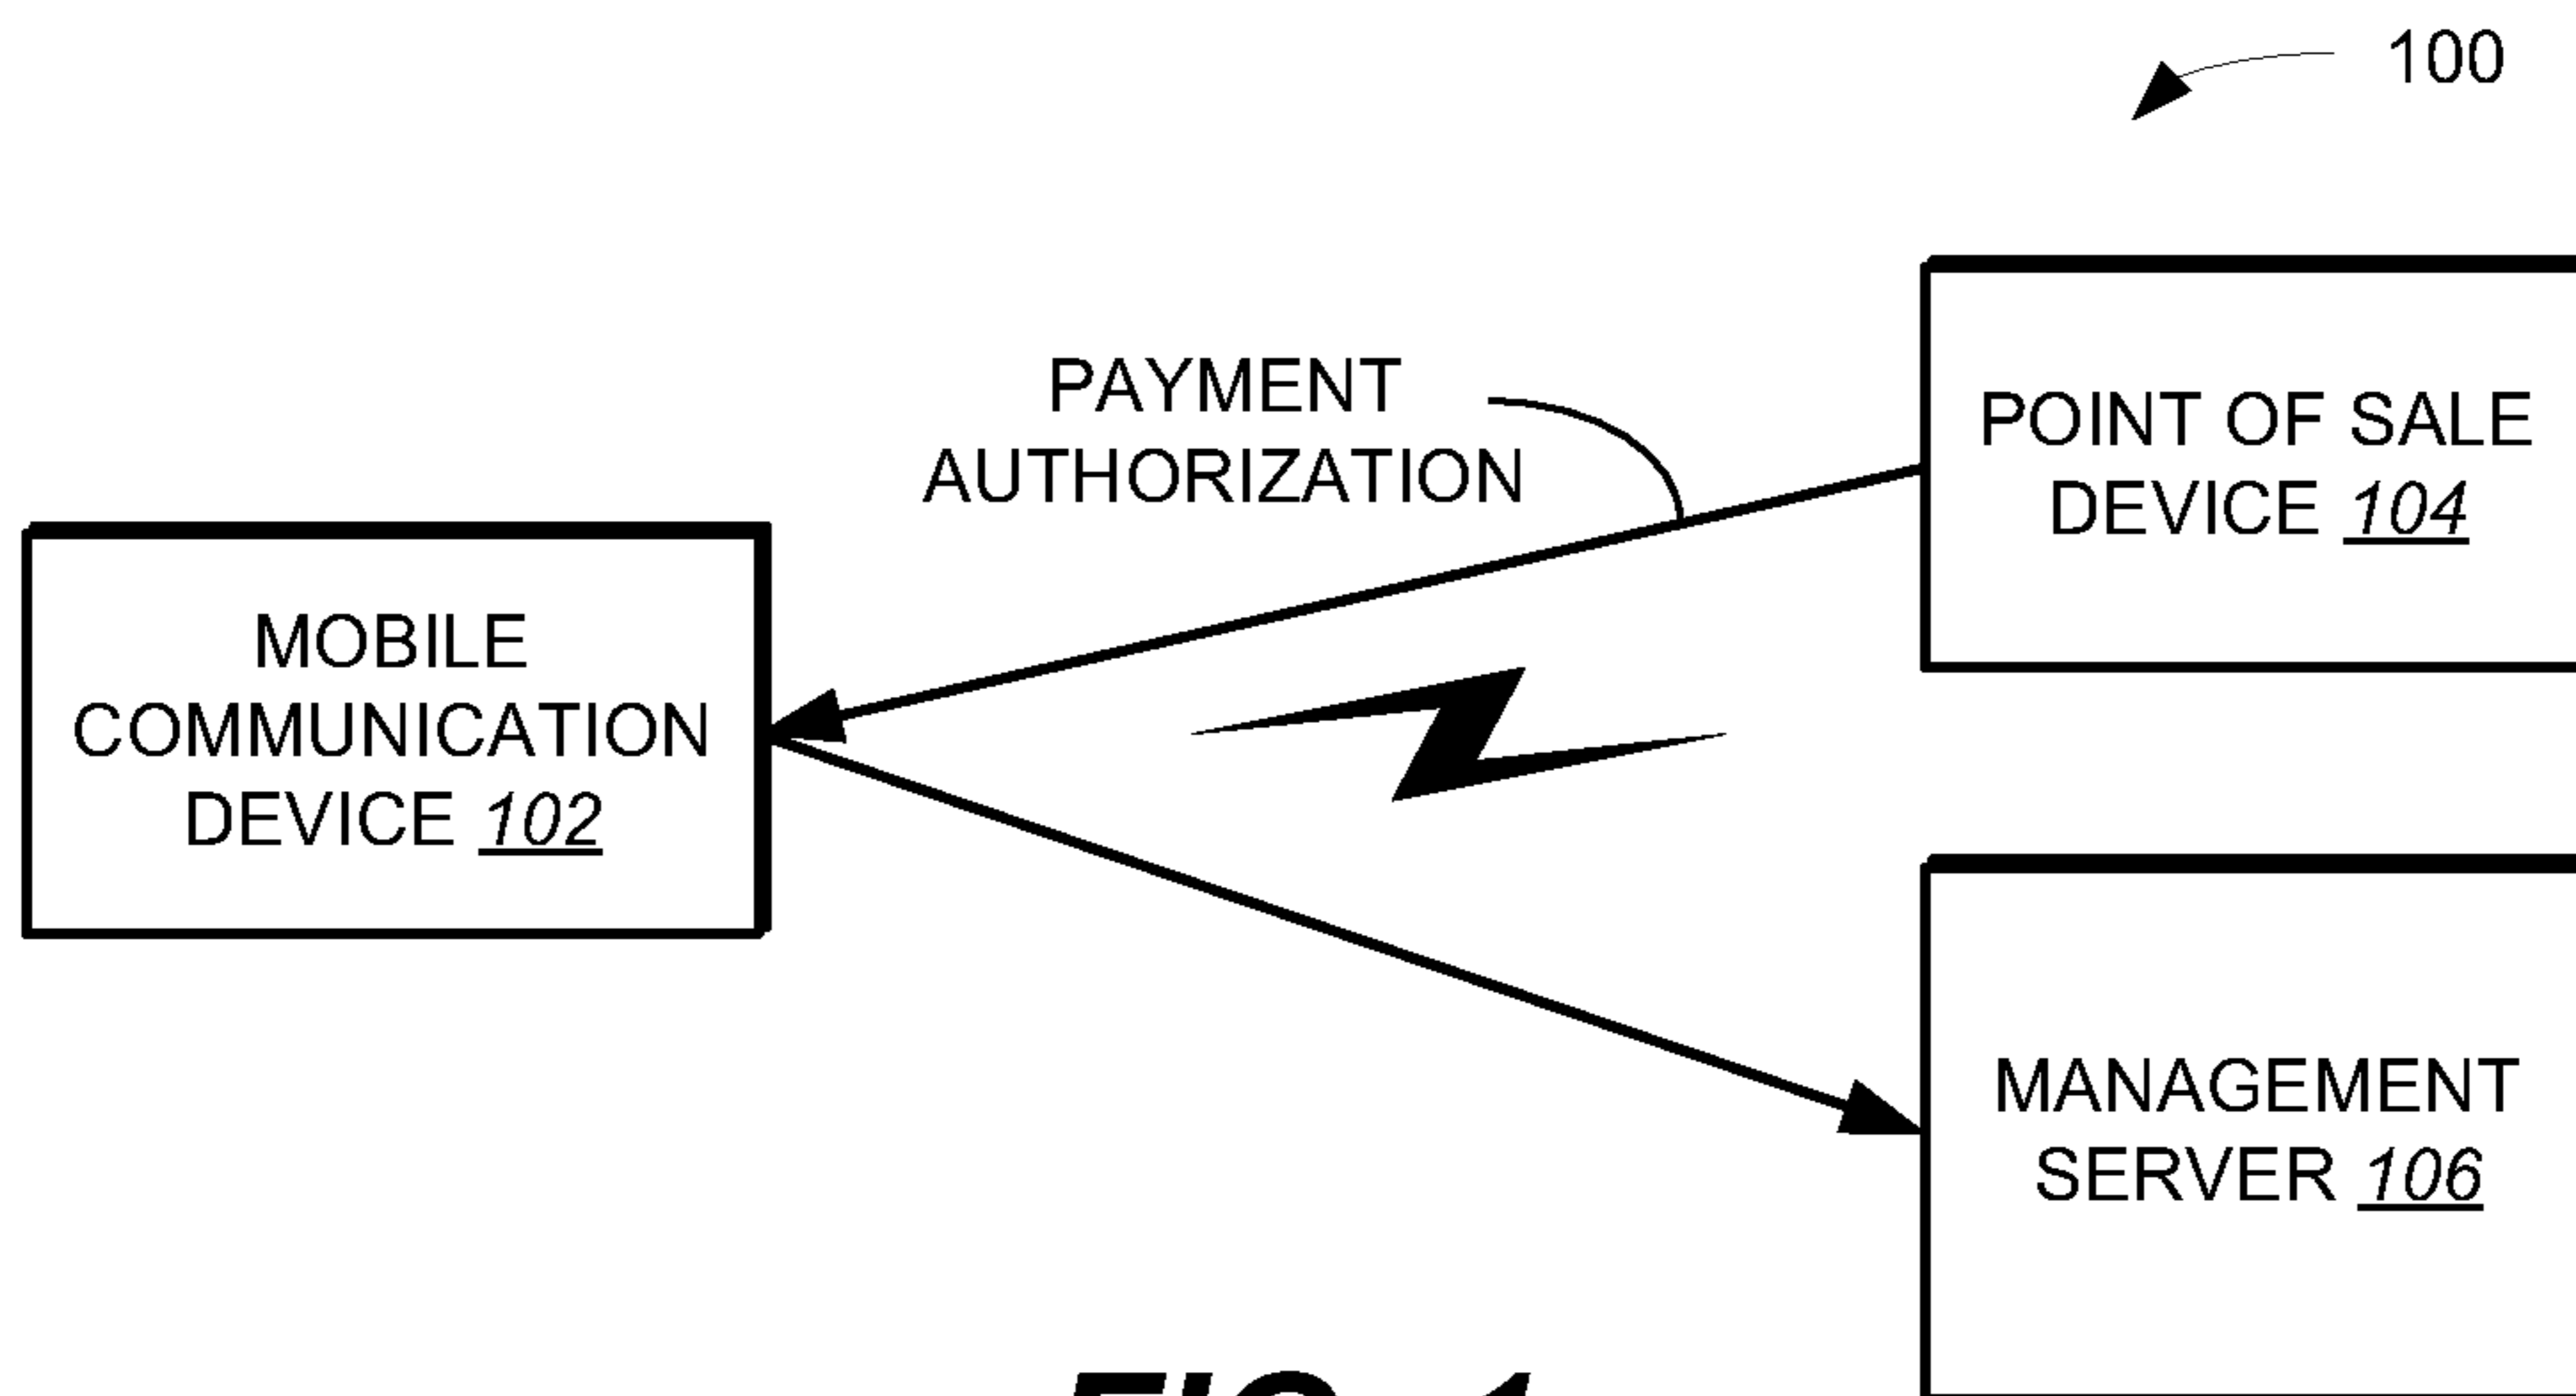 100
PAYMENT
AUTHORIZATION
POINT OF SALE
DEVICE 104
MOBILE
COMMUNICATION
DEVICE 102
MANAGEMENT
SERVER 106